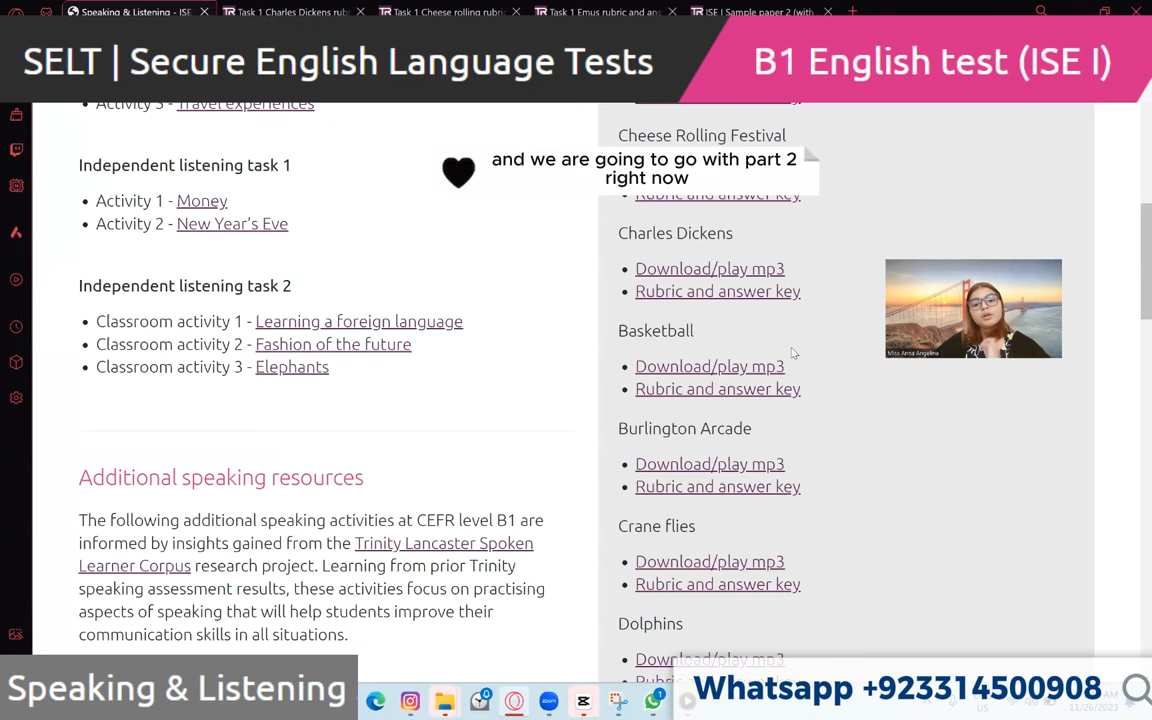 Speaking & Listening - ISE
Task 1 Charles Dickens rub
Task 1 Cheese rolling rubri
Task 1 Emus rubric and an
ISE I Sample paper 2 (with
SELT | Secure English Language Tests
B1 English test (ISE I)
Activity 3 - Travel experiences
Independent listening task 1
Activity 1 - Money
Activity 2 - New Year's Eve
Independent listening task 2
Classroom activity 1 - Learning a foreign language
Classroom activity 2 - Fashion of the future
Classroom activity 3 - Elephants
Additional speaking resources
The following additional speaking activities at CEFR level B1 are
informed by insights gained from the Trinity Lancaster Spoken
Learner Corpus research project. Learning from prior Trinity
speaking assessment results, these activities focus on practising
aspects of speaking that will help students improve their
communication skills in all situations.
Cheese Rolling Festival
and we are going to go with part 2
right now
Rubric and answer key
Charles Dickens
Download/play mp3
Rubric and answer key
Basketball
Download/play mp3
Rubric and answer key
Burlington Arcade
Download/play mp3
Rubric and answer key
Crane flies
Download/play mp3
Rubric and answer key
Dolphins
Download/play mp3
Miss Anna Angelina
Speaking & Listening
Whatsapp +923314500908
zoom
US
11/26/2023